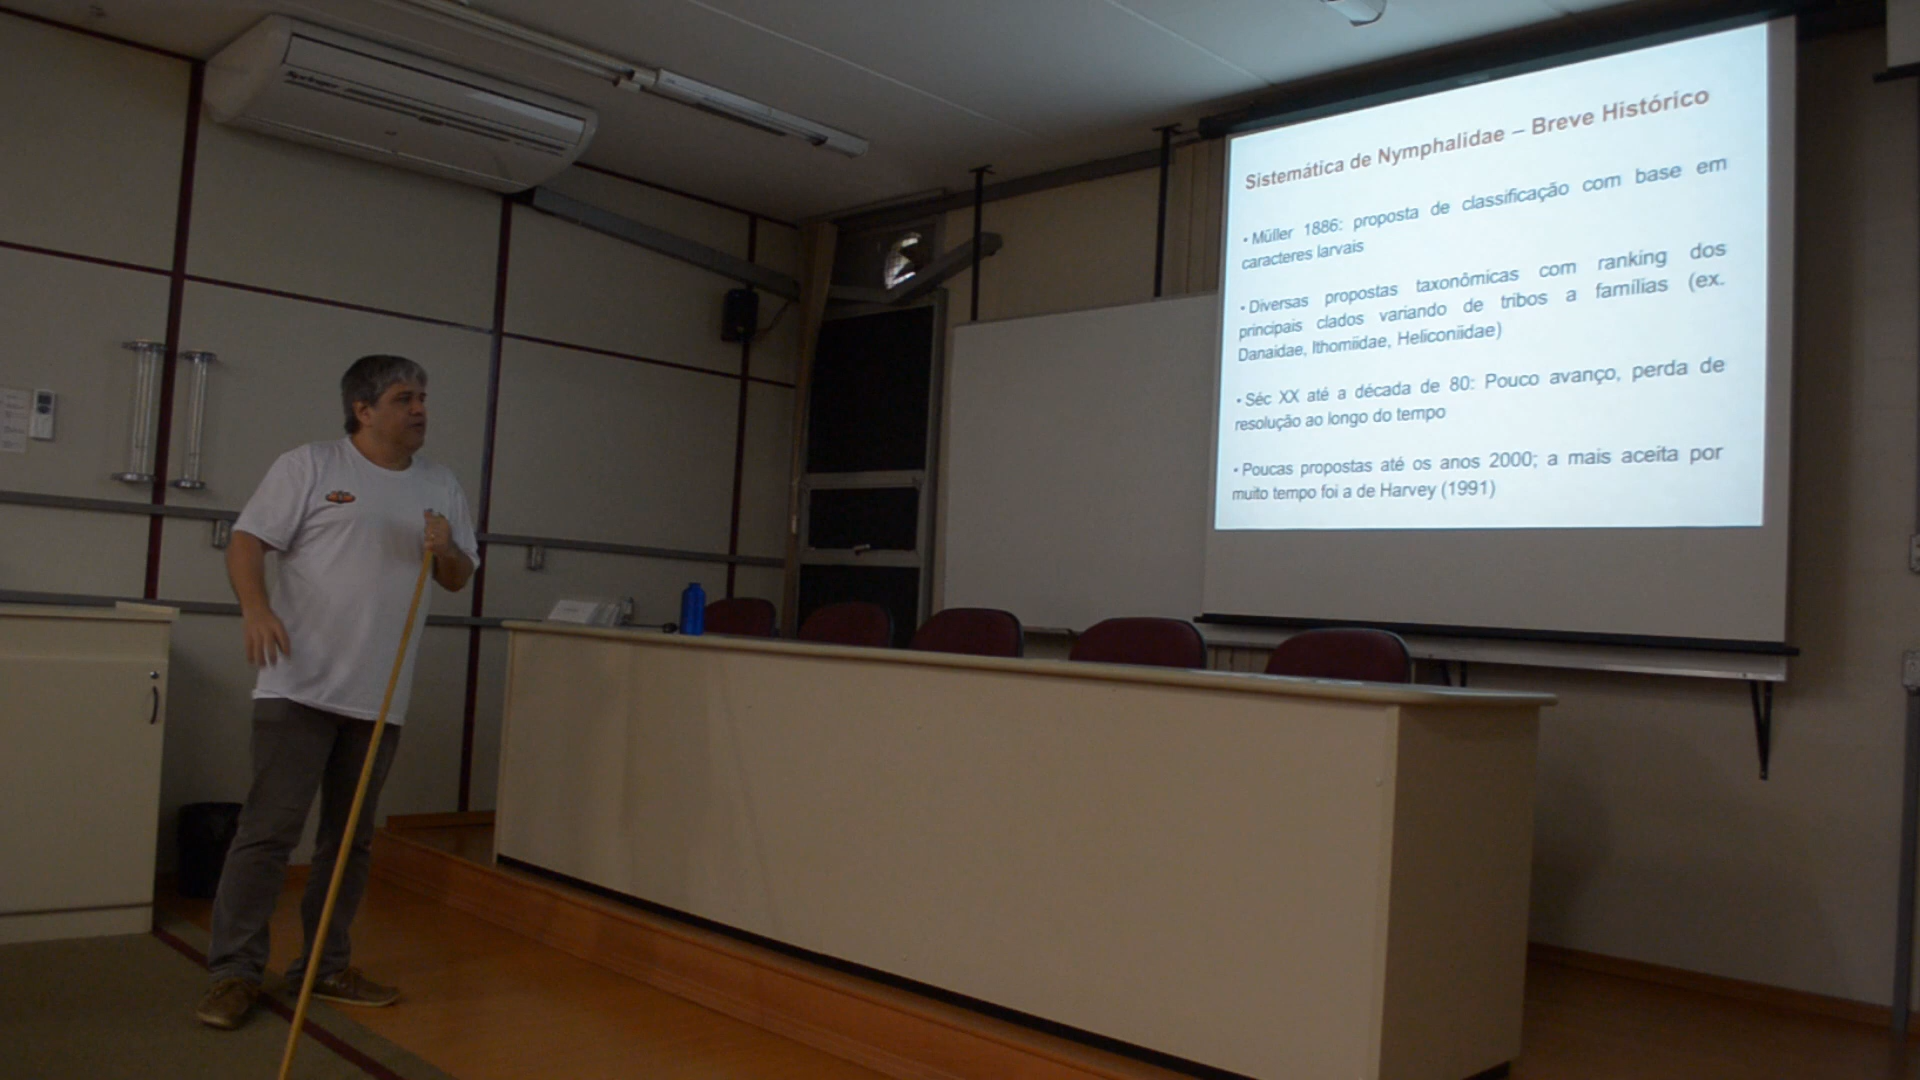 Sistemática de Nymphalidae – Breve Histórico
• Müller 1886: proposta de classificação com base em
caracteres larvais
• Diversas propostas taxonômicas com ranking dos
principais clados variando de tribos a famílias (ex.
Danaidae, Ithomiidae, Heliconiidae)
• Séc XX até a década de 80: Pouco avanço, perda de
resolução ao longo do tempo
• Poucas propostas até os anos 2000; a mais aceita por
muito tempo foi a de Harvey (1991)